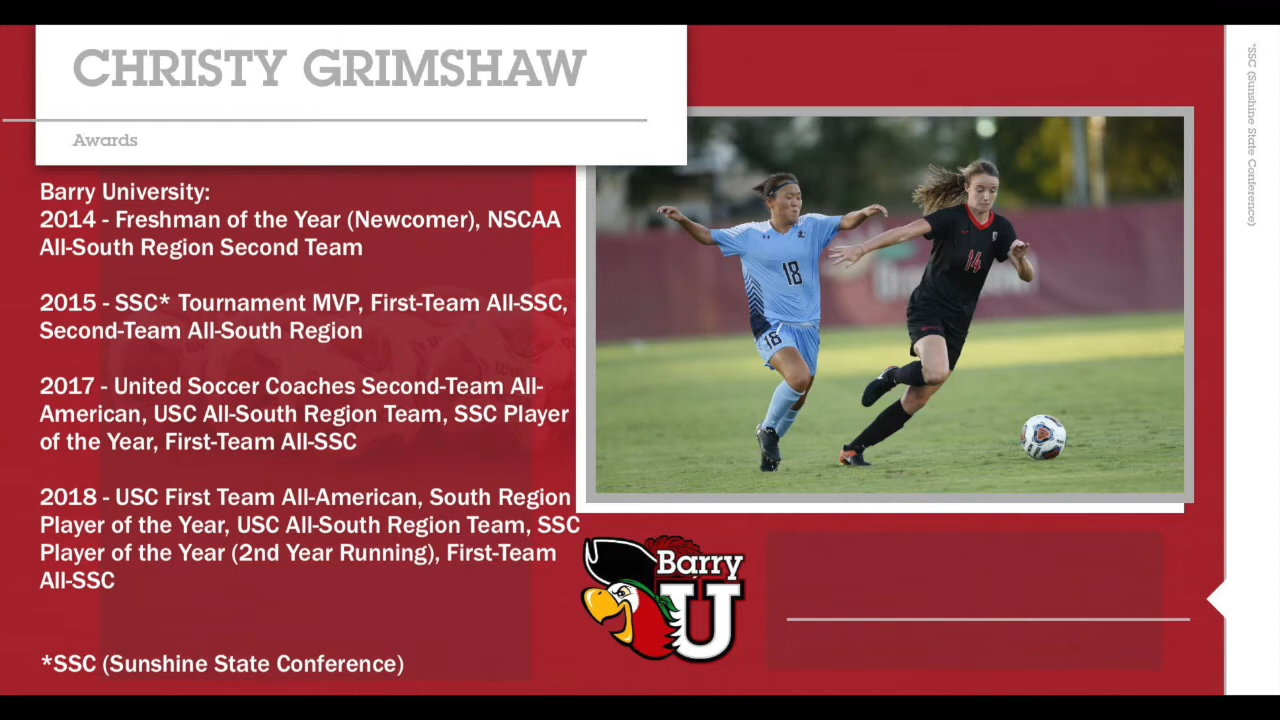 CHRISTY GRIMSHAW
Awards
Barry University:
2014 - Freshman of the Year (Newcomer), NSCAA
All-South Region Second Team
2015 - SSC* Tournament MVP, First-Team All-SSC,
Second-Team All-South Region
2017 - United Soccer Coaches Second-Team All-
American, USC All-South Region Team, SSC Player
of the Year, First-Team All-SSC
2018 - USC First Team All-American, South Region
Player of the Year, USC All-South Region Team, SSC
Player of the Year (2nd Year Running), First-Team
All-SSC
*SSC (Sunshine State Conference)
18
18
14
Barry
U
*SSC (Sunshine State Conference)